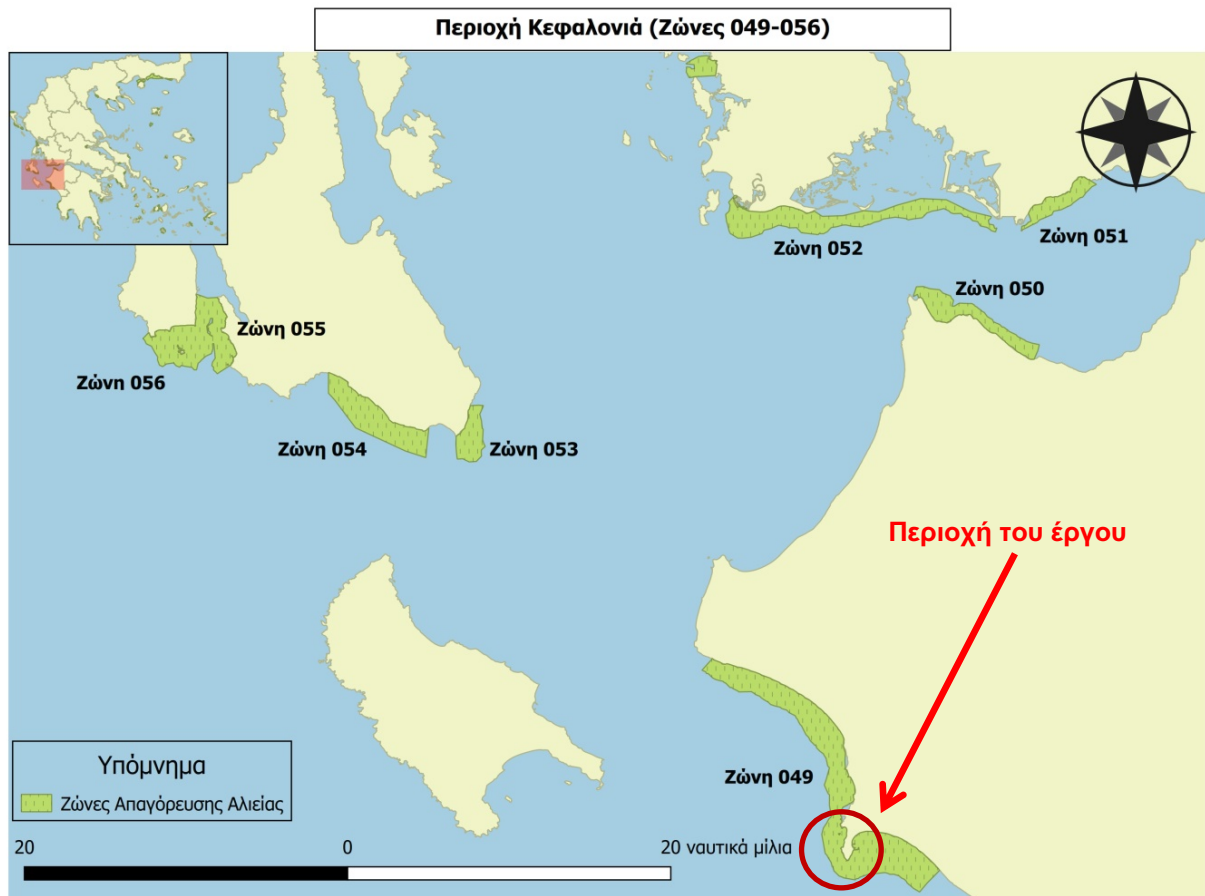 Περιοχή Κεφαλονιά (Ζώνες 049-056)
Ζώνη 052
Ζώνη 051
Ζώνη 050
Ζώνη 055
Ζώνη 056
Ζώνη 054
Ζώνη 053
Περιοχή του έργου
Ζώνη 049
Υπόμνημα
Ζώνες Απαγόρευσης Αλιείας
20 0 20 ναυτικά μίλια